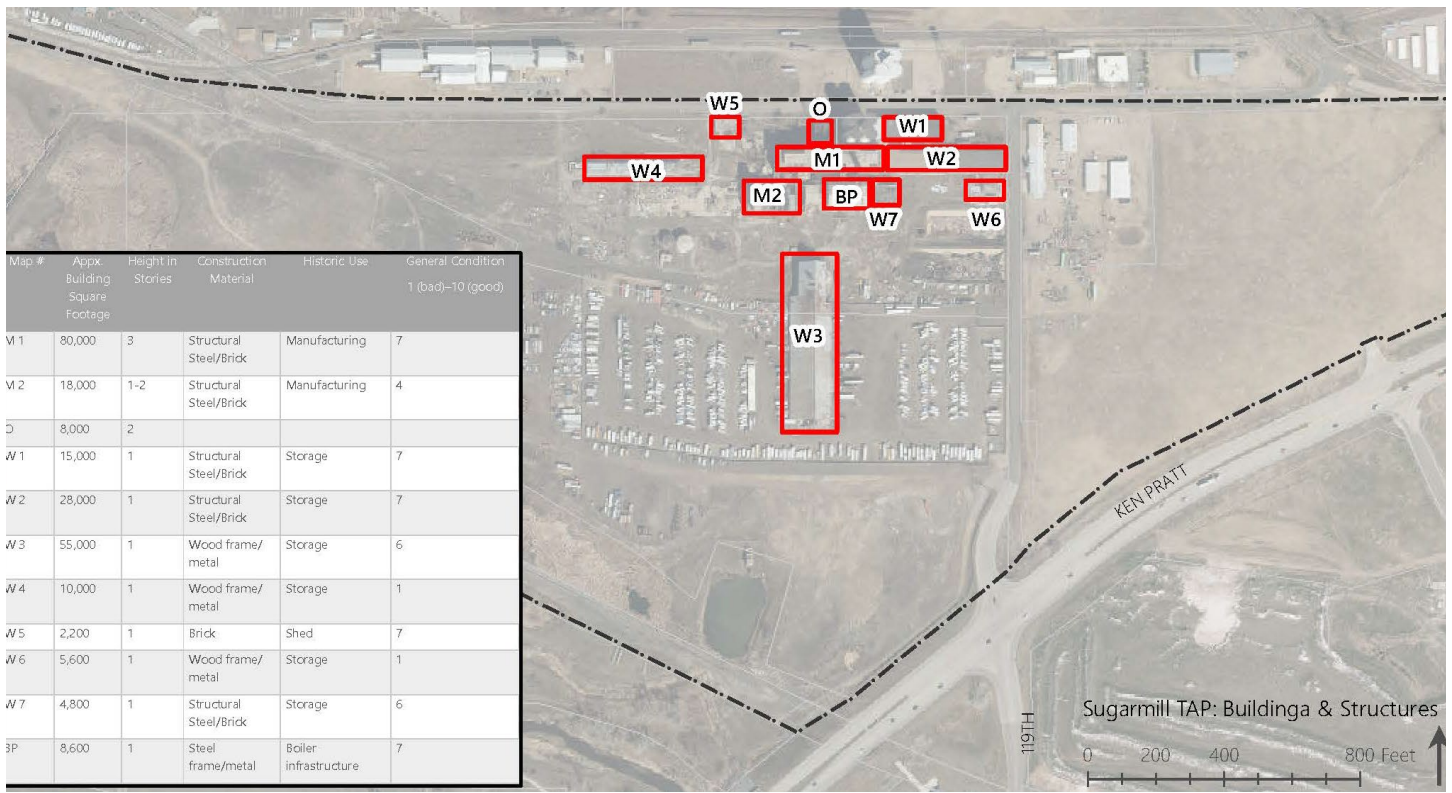 W5
O
W1
M1
W2
W4
M2
BP
W7
W6
W3
Map # Appx. Building Square Footage Height in Stories Construction Material Historic Use General Condition 1 (bad)–10 (good)
M 1 80,000 3 Structural Steel/Brick Manufacturing 7
M 2 18,000 1-2 Structural Steel/Brick Manufacturing 4
O 8,000 2
W 1 15,000 1 Structural Steel/Brick Storage 7
W 2 28,000 1 Structural Steel/Brick Storage 7
W 3 55,000 1 Wood frame/ metal Storage 6
W 4 10,000 1 Wood frame/ metal Storage 1
W 5 2,200 1 Brick Shed 7
W 6 5,600 1 Wood frame/ metal Storage 1
W 7 4,800 1 Structural Steel/Brick Storage 6
BP 8,600 1 Steel frame/metal Boiler infrastructure 7
KEN PRATT
119TH
Sugarmill TAP: Buildinga & Structures
0 200 400 800 Feet